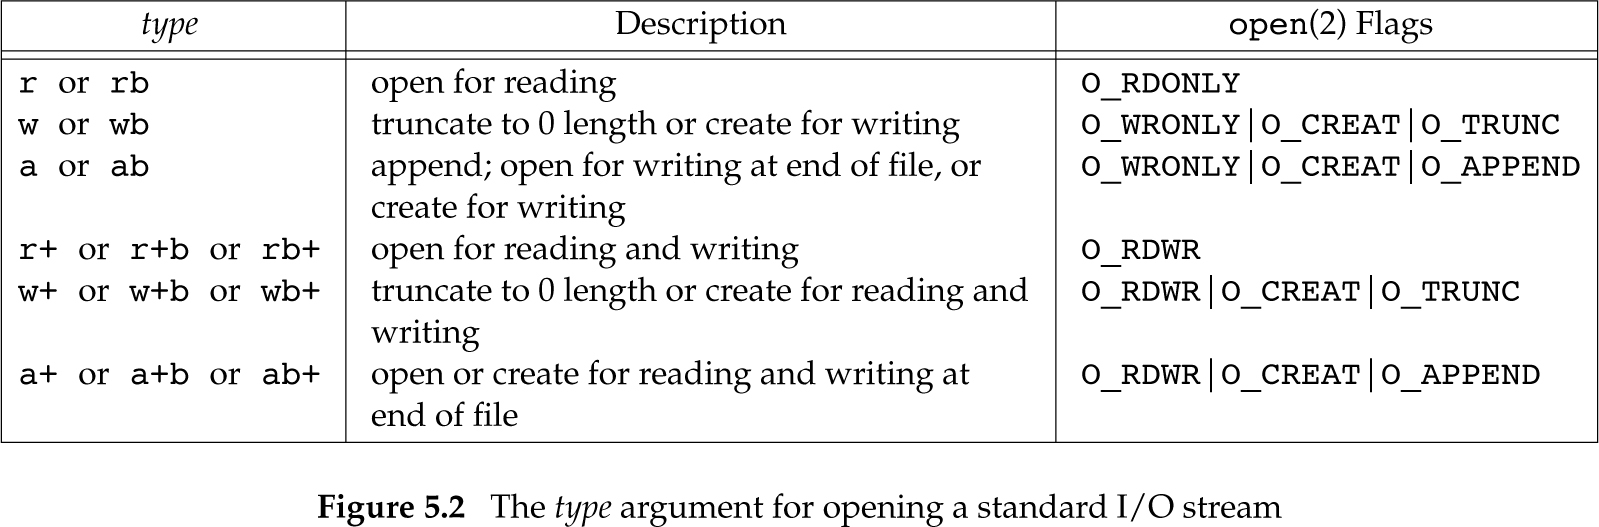 type Description open(2) Flags
r or rb open for reading O_RDONLY
w or wb truncate to 0 length or create for writing O_WRONLY|O_CREAT|O_TRUNC
a or ab append; open for writing at end of file, or O_WRONLY|O_CREAT|O_APPEND
create for writing
r+ or r+b or rb+ open for reading and writing O_RDWR
w+ or w+b or wb+ truncate to 0 length or create for reading and O_RDWR|O_CREAT|O_TRUNC
writing
a+ or a+b or ab+ open or create for reading and writing at O_RDWR|O_CREAT|O_APPEND
end of file
Figure 5.2 The type argument for opening a standard I/O stream